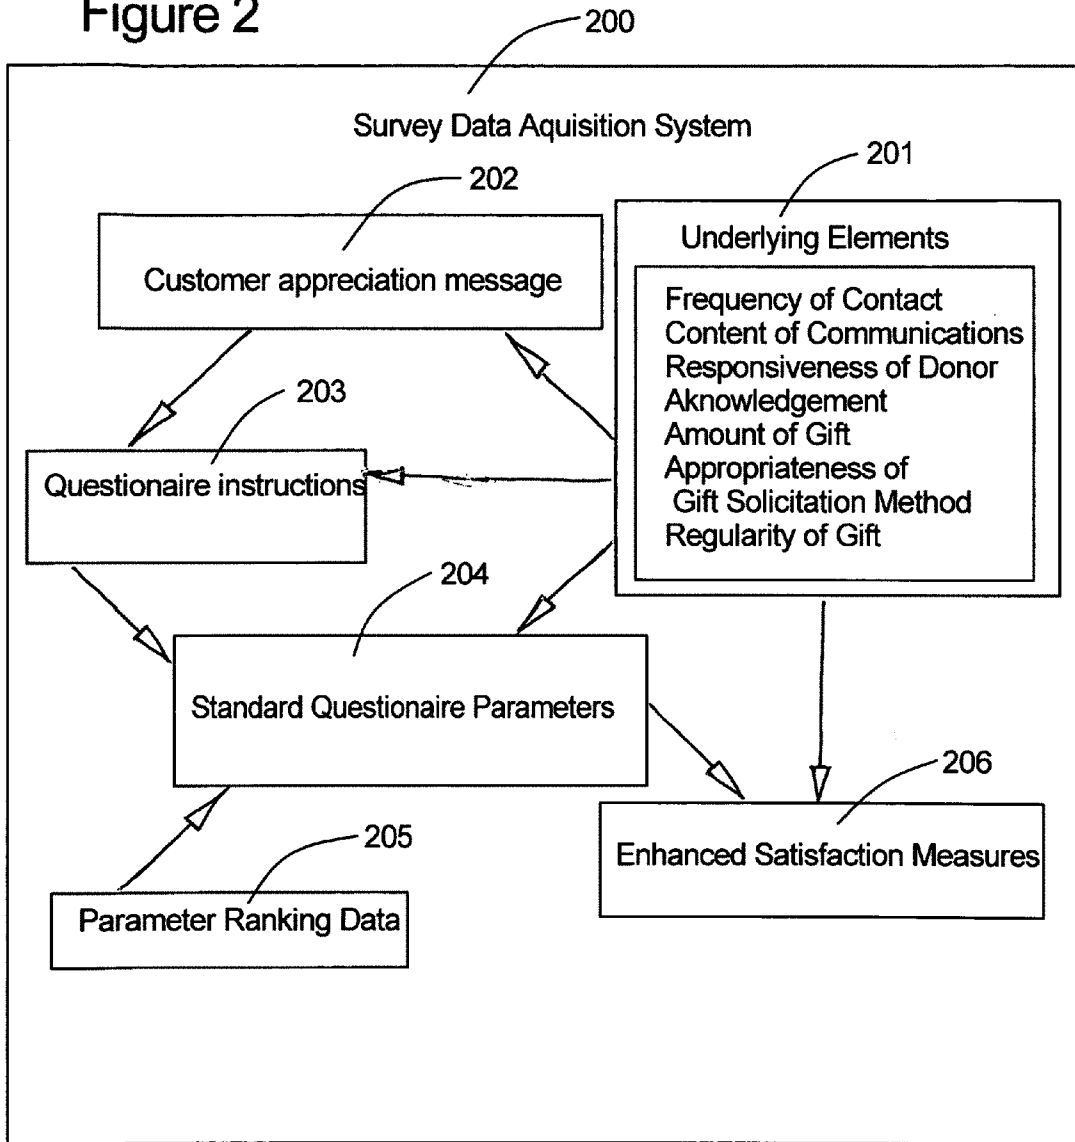 Figure 2
200
Survey Data Aquisition System
201
202
Underlying Elements
Customer appreciation message
Frequency of Contact
Content of Communications
Responsiveness of Donor
Aknowledgement
Amount of Gift
Appropriateness of
Gift Solicitation Method
Regularity of Gift
203
Questionaire instructions
204
Standard Questionaire Parameters
206
Enhanced Satisfaction Measures
205
Parameter Ranking Data